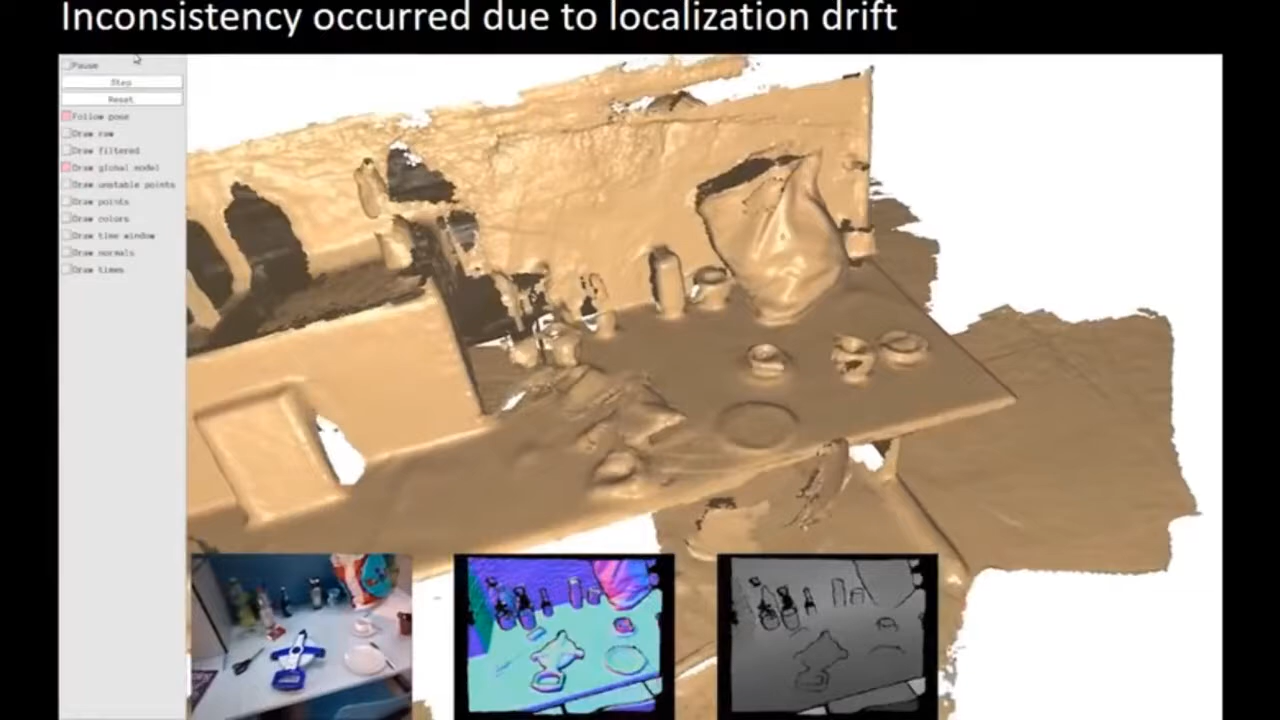 Inconsistency occurred due to localization drift
Pause
Step
Reset
Follow pose
Draw raw
Draw filtered
Draw global model
Draw unstable points
Draw points
Draw colors
Draw time window
Draw normals
Draw times